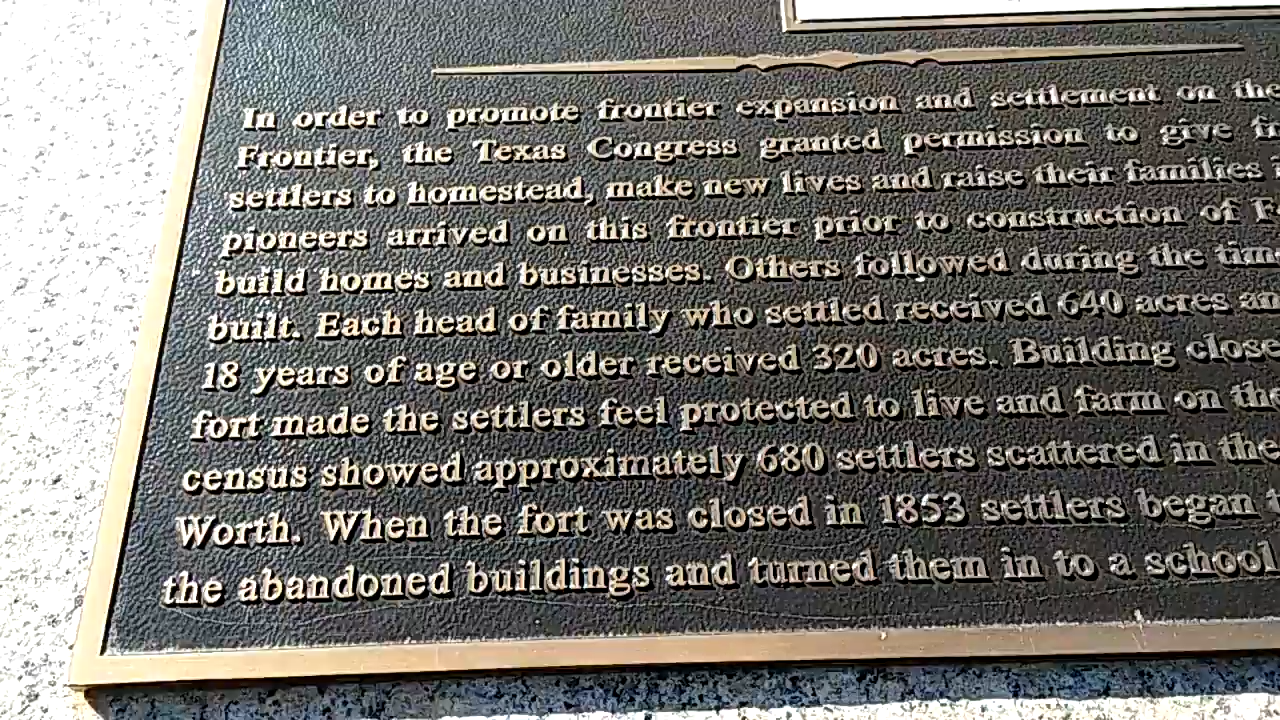 In order to promote frontier expansion and settlement on the
Frontier, the Texas Congress granted permission to give
settlers to homestead, make new lives and raise their families
pioneers arrived on this frontier prior to construction of
build homes and businesses. Others followed during the
built. Each head of family who settled received 640 acres
18 years of age or older received 320 acres. Building
fort made the settlers feel protected to live and farm on
census showed approximately 680 settlers scattered in the
Worth. When the fort was closed in 1853 settlers began
the abandoned buildings and turned them in to a school